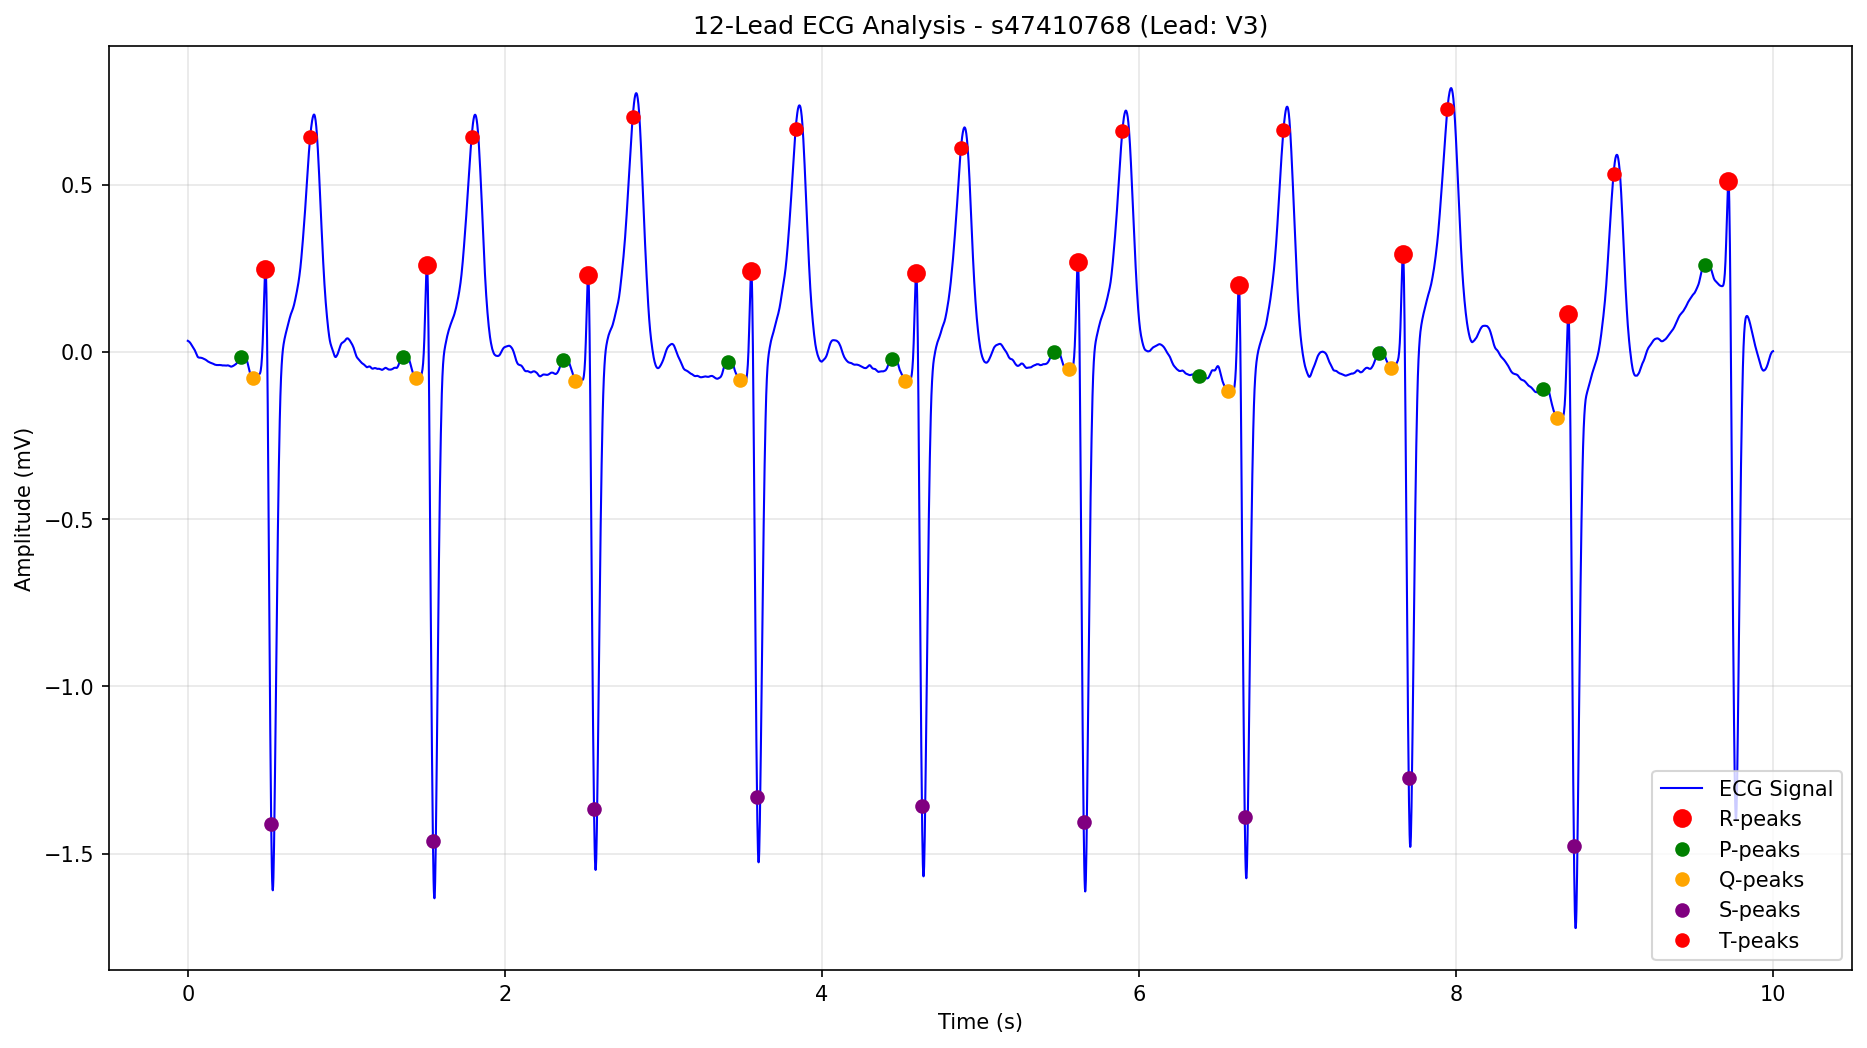 12-Lead ECG Analysis - s47410768 (Lead: V3)
Amplitude (mV)
0.5
0.0
−0.5
−1.0
−1.5
0
2
4
6
8
10
Time (s)
ECG Signal
R-peaks
P-peaks
Q-peaks
S-peaks
T-peaks